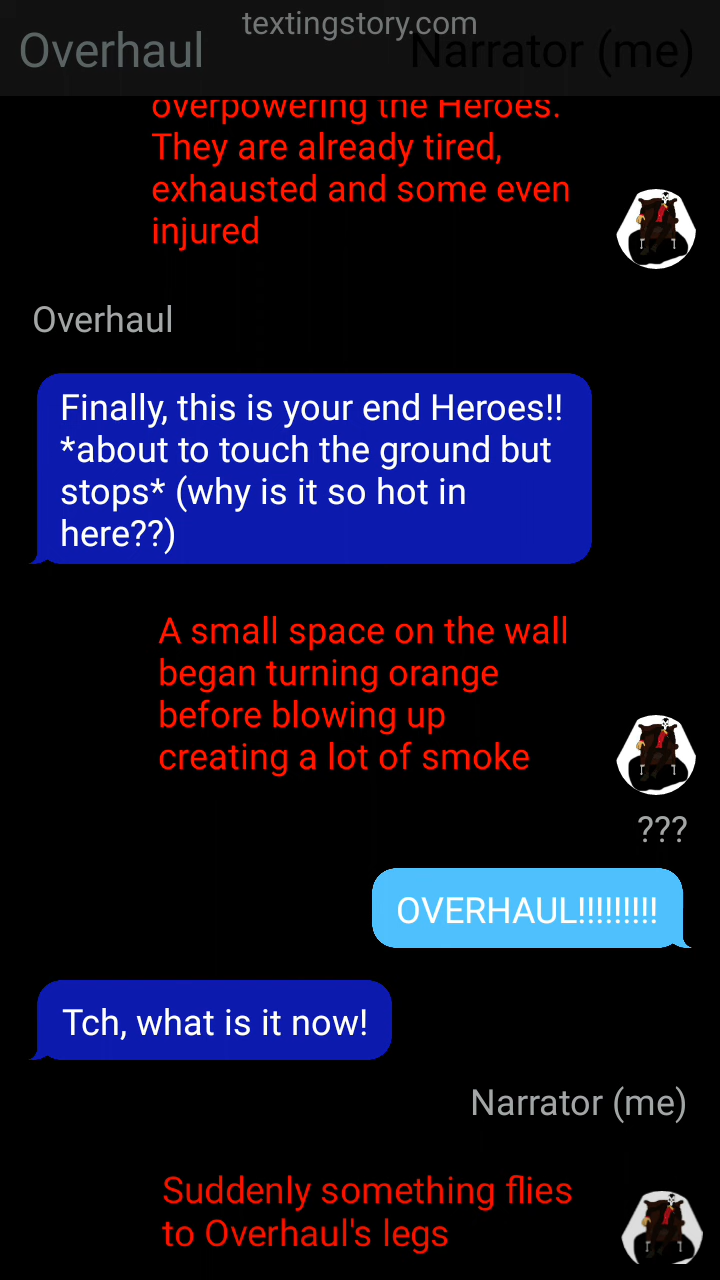 textingstory.com
Overhaul
Narrator (me)
overpowering the Heroes.
They are already tired,
exhausted and some even
injured
Overhaul
Finally, this is your end Heroes!!
*about to touch the ground but
stops* (why is it so hot in
here??)
A small space on the wall
began turning orange
before blowing up
creating a lot of smoke
???
OVERHAUL!!!!!!!!!
Tch, what is it now!
Narrator (me)
Suddenly something flies
to Overhaul's legs